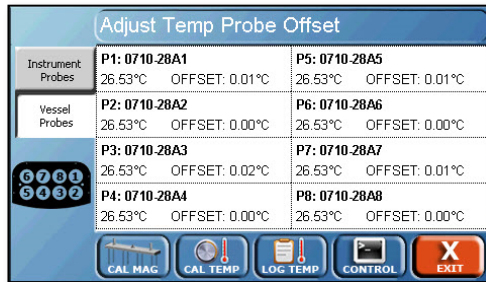 Adjust Temp Probe Offset
Instrument
Probes
Vessel
Probes
6 7 8 1
5 4 3 2
P1: 0710-28A1
26.53°C OFFSET: 0.01°C
P2: 0710-28A2
26.53°C OFFSET: 0.00°C
P3: 0710-28A3
26.53°C OFFSET: 0.02°C
P4: 0710-28A4
26.53°C OFFSET: 0.00°C
P5: 0710-28A5
26.53°C OFFSET: 0.01°C
P6: 0710-28A6
26.53°C OFFSET: 0.00°C
P7: 0710-28A7
26.53°C OFFSET: 0.01°C
P8: 0710-28A8
26.53°C OFFSET: 0.00°C
CAL MAG
CAL TEMP
LOG TEMP
>_
CONTROL
X
EXIT